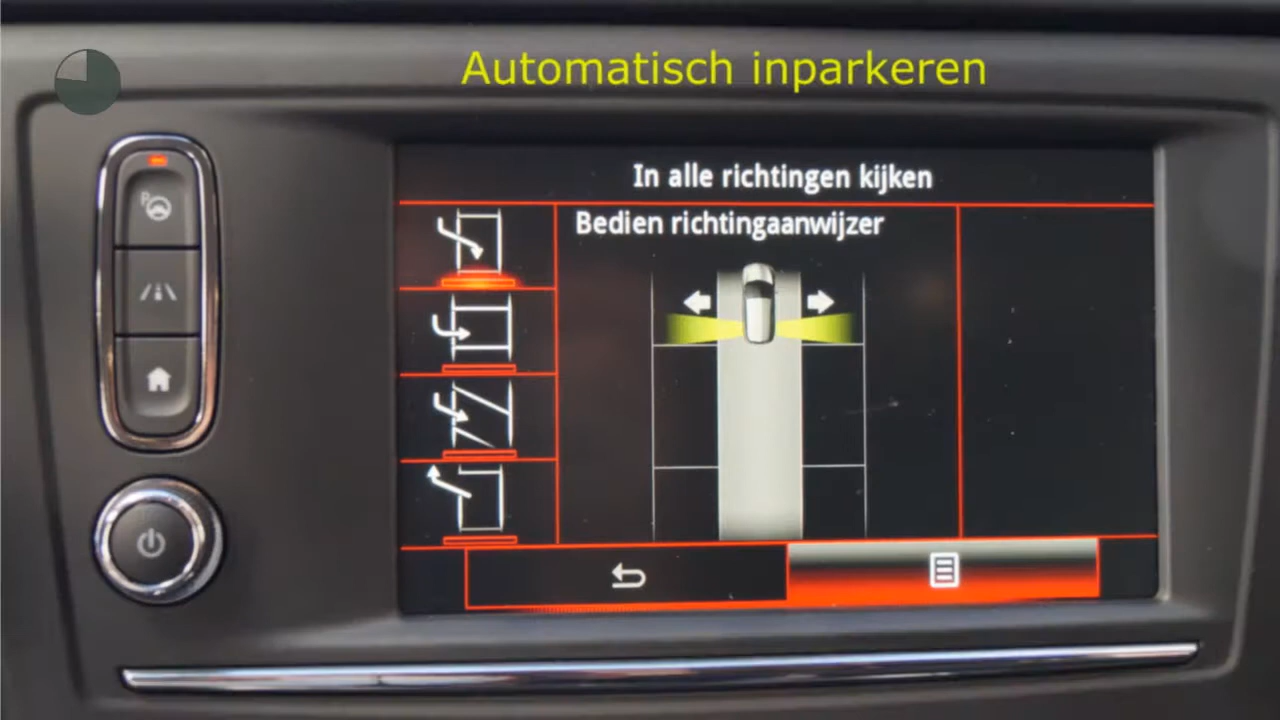 Automatisch inparkeren
In alle richtingen kijken
Bedien richtingaanwijzer
P